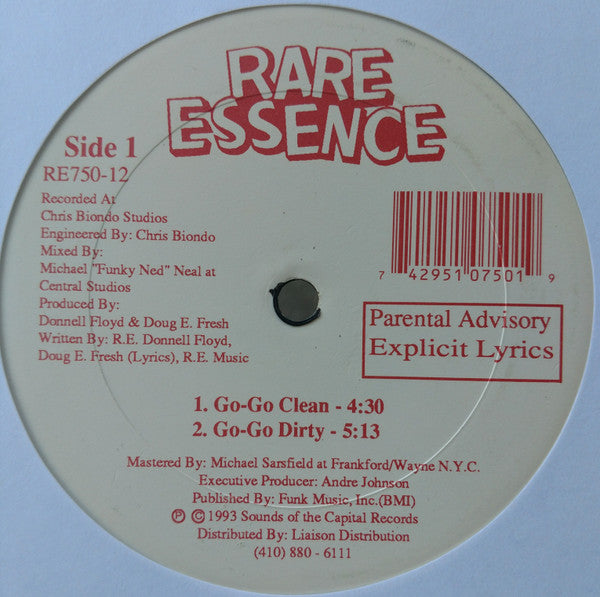 RARE
ESSENCE
Side 1
RE750-12
Recorded At
Chris Biondo Studios
Engineered By: Chris Biondo
Mixed By:
Michael "Funky Ned" Neal at
Central Studios
Produced By:
Donnell Floyd & Doug E. Fresh
Written By: R.E. Donnell Floyd,
Doug E. Fresh (Lyrics), R.E. Music
7 42951 07501 9
Parental Advisory
Explicit Lyrics
1. Go-Go Clean - 4:30
2. Go-Go Dirty - 5:13
Mastered By: Michael Sarsfield at Frankford/Wayne N.Y.C.
Executive Producer: Andre Johnson
Published By: Funk Music, Inc.(BMI)
℗ © 1993 Sounds of the Capital Records
Distributed By: Liaison Distribution
(410) 880 - 6111